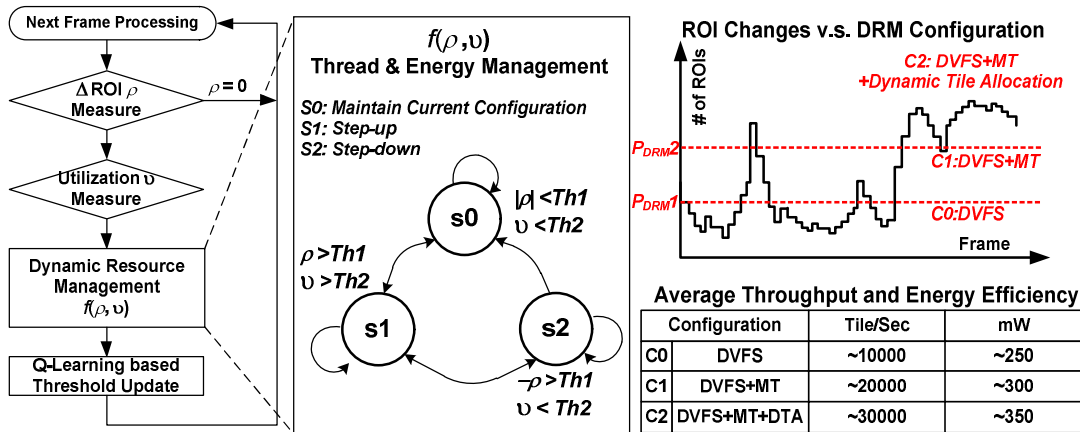 Next Frame Processing
Δ ROI ρ
Measure
ρ = 0
Utilization υ
Measure
Dynamic Resource
Management
f(ρ, υ)
Q-Learning based
Threshold Update
f(ρ,υ)
Thread & Energy Management
S0: Maintain Current Configuration
S1: Step-up
S2: Step-down
s0
|ρ| <Th1
υ <Th2
ρ >Th1
υ >Th2
s1
s2
−ρ >Th1
υ < Th2
ROI Changes v.s. DRM Configuration
# of ROIs
C2: DVFS+MT
+Dynamic Tile Allocation
PDRM2
C1:DVFS+MT
PDRM1
C0:DVFS
Frame
Average Throughput and Energy Efficiency
Configuration Tile/Sec mW
C0 DVFS ~10000 ~250
C1 DVFS+MT ~20000 ~300
C2 DVFS+MT+DTA ~30000 ~350